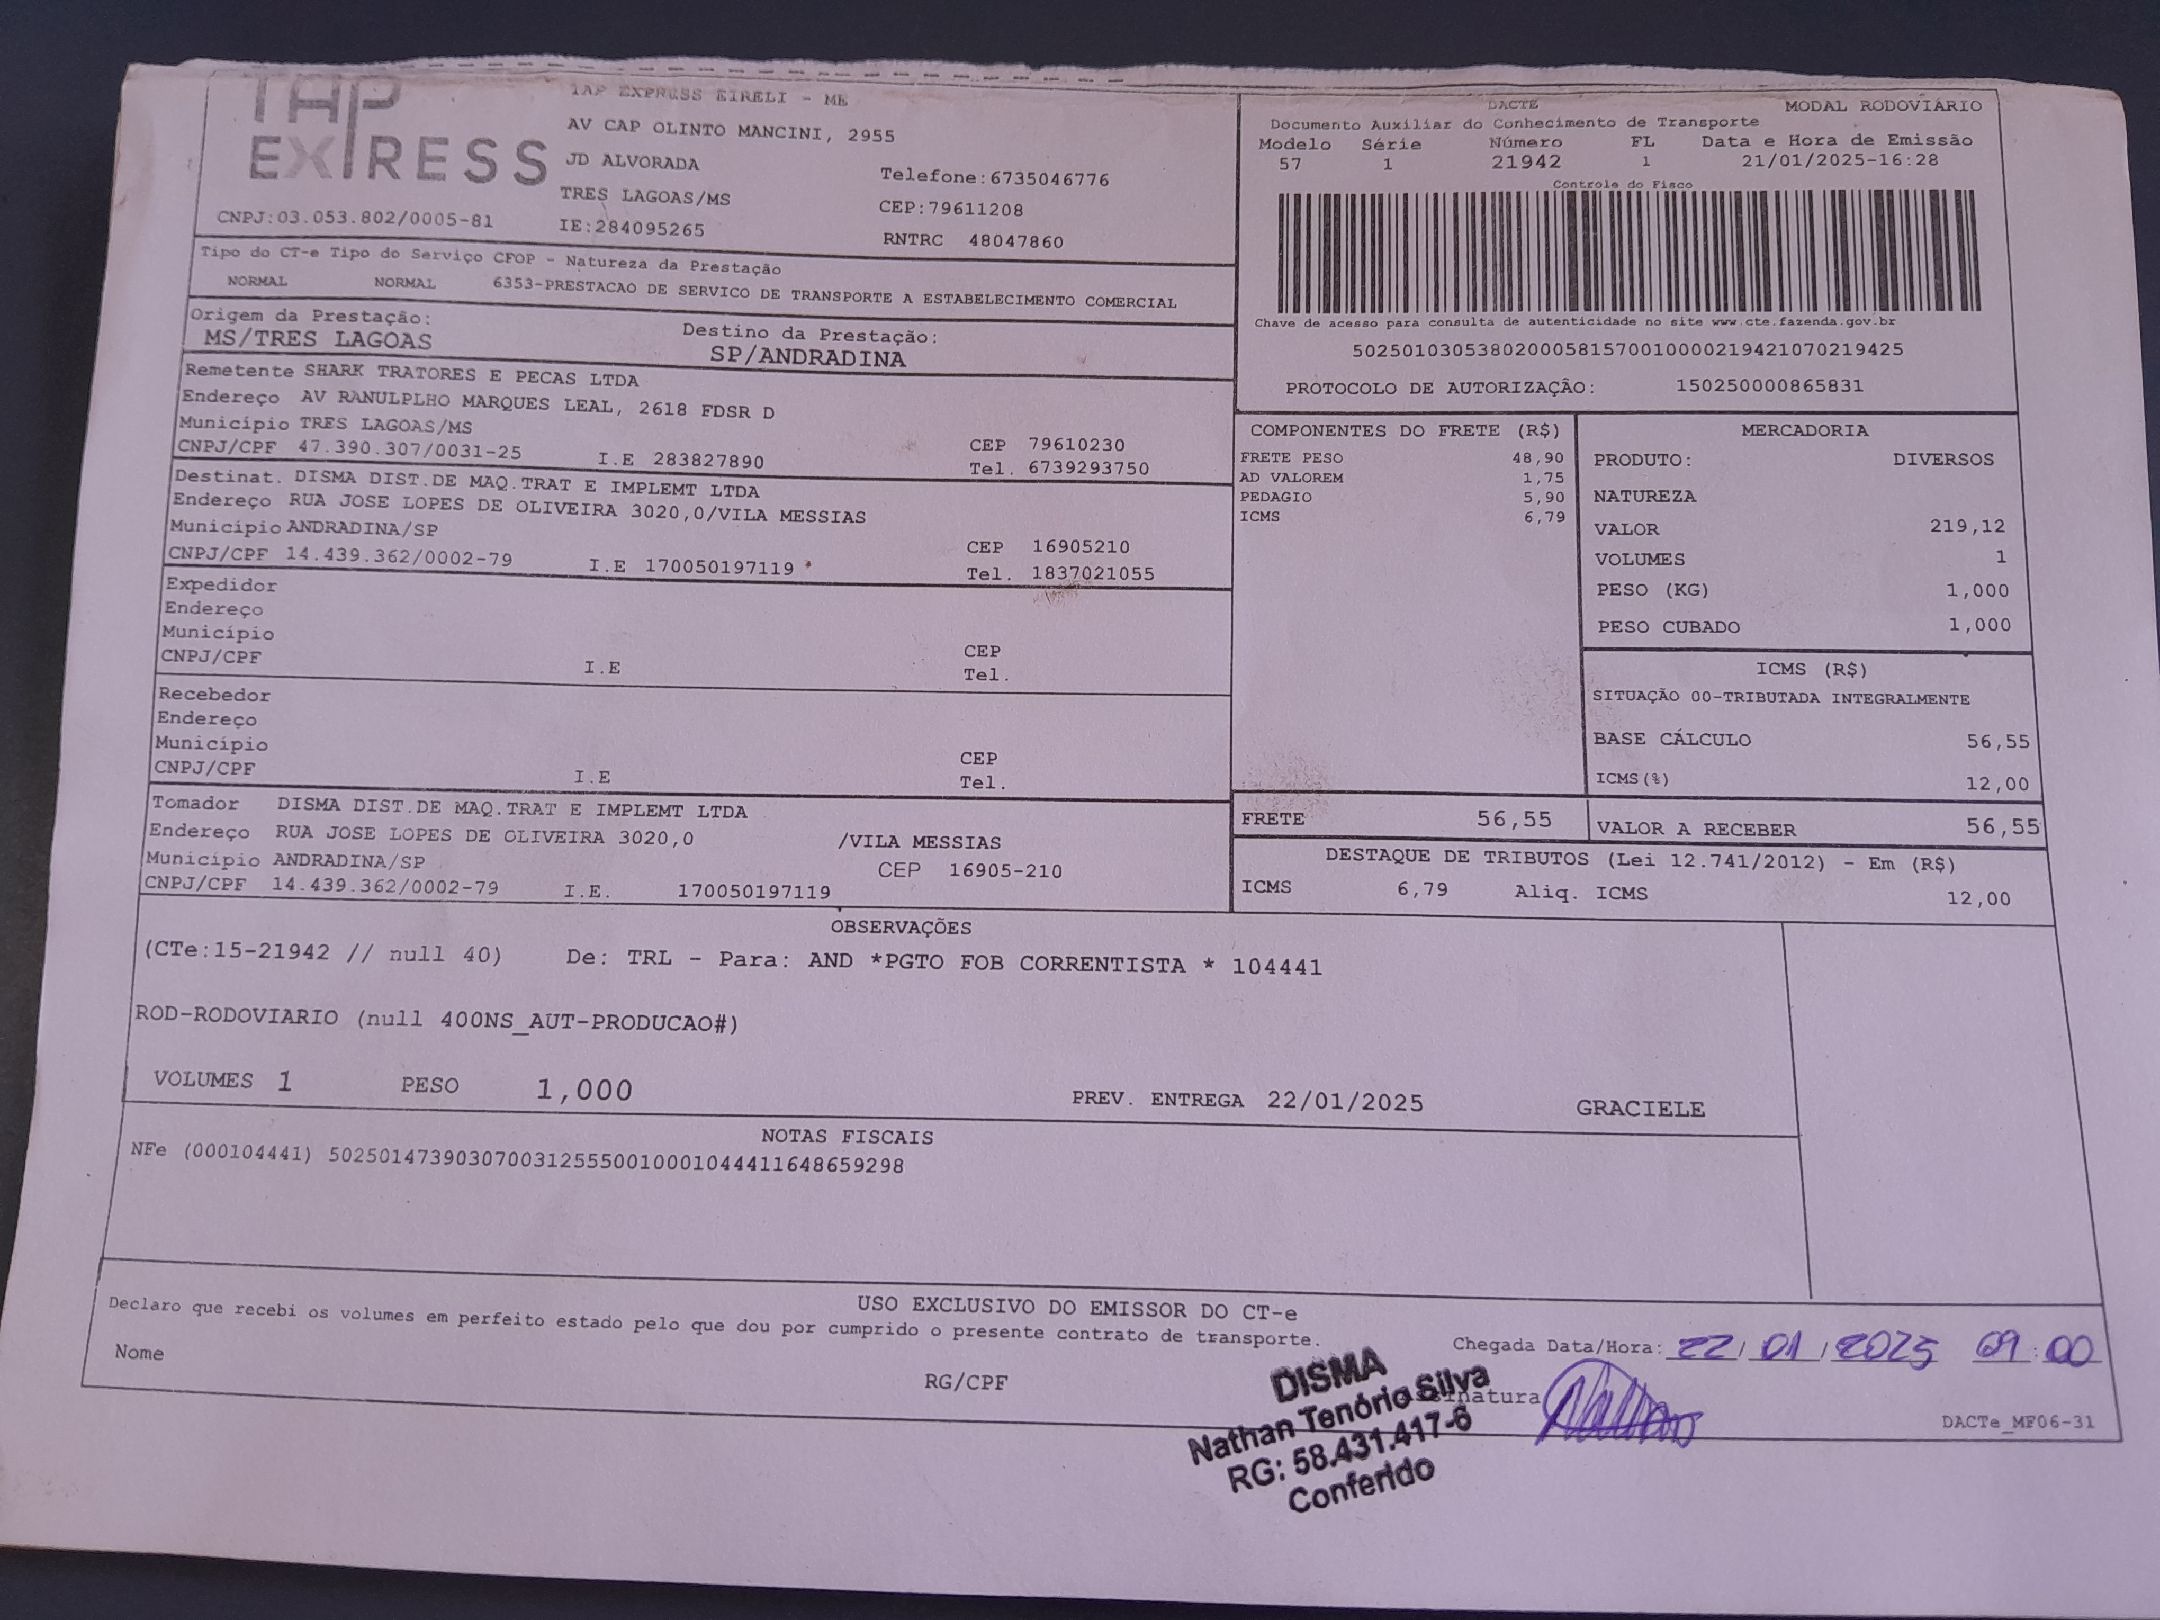 TAP
EXPRESS
TAP EXPRESS EIRELI - ME
AV CAP OLINTO MANCINI, 2955
JD ALVORADA
TRES LAGOAS/MS
IE:284095265
Telefone:6735046776
CEP:79611208
RNTRC 48047860
CNPJ:03.053.802/0005-81
DACTE MODAL RODOVIÁRIO
Documento Auxiliar do Conhecimento de Transporte
Modelo Série Número FL Data e Hora de Emissão
57 1 21942 1 21/01/2025-16:28
Controle do Fisco
Chave de acesso para consulta de autenticidade no site www.cte.fazenda.gov.br
50250103053802000581570010000219421070219425
PROTOCOLO DE AUTORIZAÇÃO: 150250000865831
Tipo do CT-e Tipo do Serviço CFOP - Natureza da Prestação
NORMAL NORMAL 6353-PRESTACAO DE SERVICO DE TRANSPORTE A ESTABELECIMENTO COMERCIAL
Origem da Prestação: Destino da Prestação:
MS/TRES LAGOAS SP/ANDRADINA
Remetente SHARK TRATORES E PECAS LTDA
Endereço AV RANULPLHO MARQUES LEAL, 2618 FDSR D
Município TRES LAGOAS/MS CEP 79610230
CNPJ/CPF 47.390.307/0031-25 I.E 283827890 Tel. 6739293750
Destinat. DISMA DIST.DE MAQ.TRAT E IMPLEMT LTDA
Endereço RUA JOSE LOPES DE OLIVEIRA 3020,0/VILA MESSIAS
Município ANDRADINA/SP CEP 16905210
CNPJ/CPF 14.439.362/0002-79 I.E 170050197119 Tel. 1837021055
Expedidor
Endereço
Município CEP
CNPJ/CPF I.E Tel.
Recebedor
Endereço
Município CEP
CNPJ/CPF I.E Tel.
Tomador DISMA DIST.DE MAQ.TRAT E IMPLEMT LTDA
Endereço RUA JOSE LOPES DE OLIVEIRA 3020,0 /VILA MESSIAS
Município ANDRADINA/SP CEP 16905-210
CNPJ/CPF 14.439.362/0002-79 I.E. 170050197119
COMPONENTES DO FRETE (R$)
FRETE PESO 48,90
AD VALOREM 1,75
PEDAGIO 5,90
ICMS 6,79
MERCADORIA
PRODUTO: DIVERSOS
NATUREZA
VALOR 219,12
VOLUMES 1
PESO (KG) 1,000
PESO CUBADO 1,000
ICMS (R$)
SITUAÇÃO 00-TRIBUTADA INTEGRALMENTE
BASE CÁLCULO 56,55
ICMS(%) 12,00
FRETE 56,55 VALOR A RECEBER 56,55
DESTAQUE DE TRIBUTOS (Lei 12.741/2012) - Em (R$)
ICMS 6,79 Aliq. ICMS 12,00
OBSERVAÇÕES
(CTe:15-21942 // null 40) De: TRL - Para: AND *PGTO FOB CORRENTISTA * 104441
ROD-RODOVIARIO (null 400NS_AUT-PRODUCAO#)
VOLUMES 1 PESO 1,000 PREV. ENTREGA 22/01/2025 GRACIELE
NOTAS FISCAIS
NFe (000104441) 50250147390307003125550010001044411648659298
USO EXCLUSIVO DO EMISSOR DO CT-e
Declaro que recebi os volumes em perfeito estado pelo que dou por cumprido o presente contrato de transporte.
Chegada Data/Hora: 22/01/2025 09:00
Nome RG/CPF Assinatura
DISMA
Nathan Tenório Silva
RG: 58.431.417-6
Conferido
DACTe_MF06-31